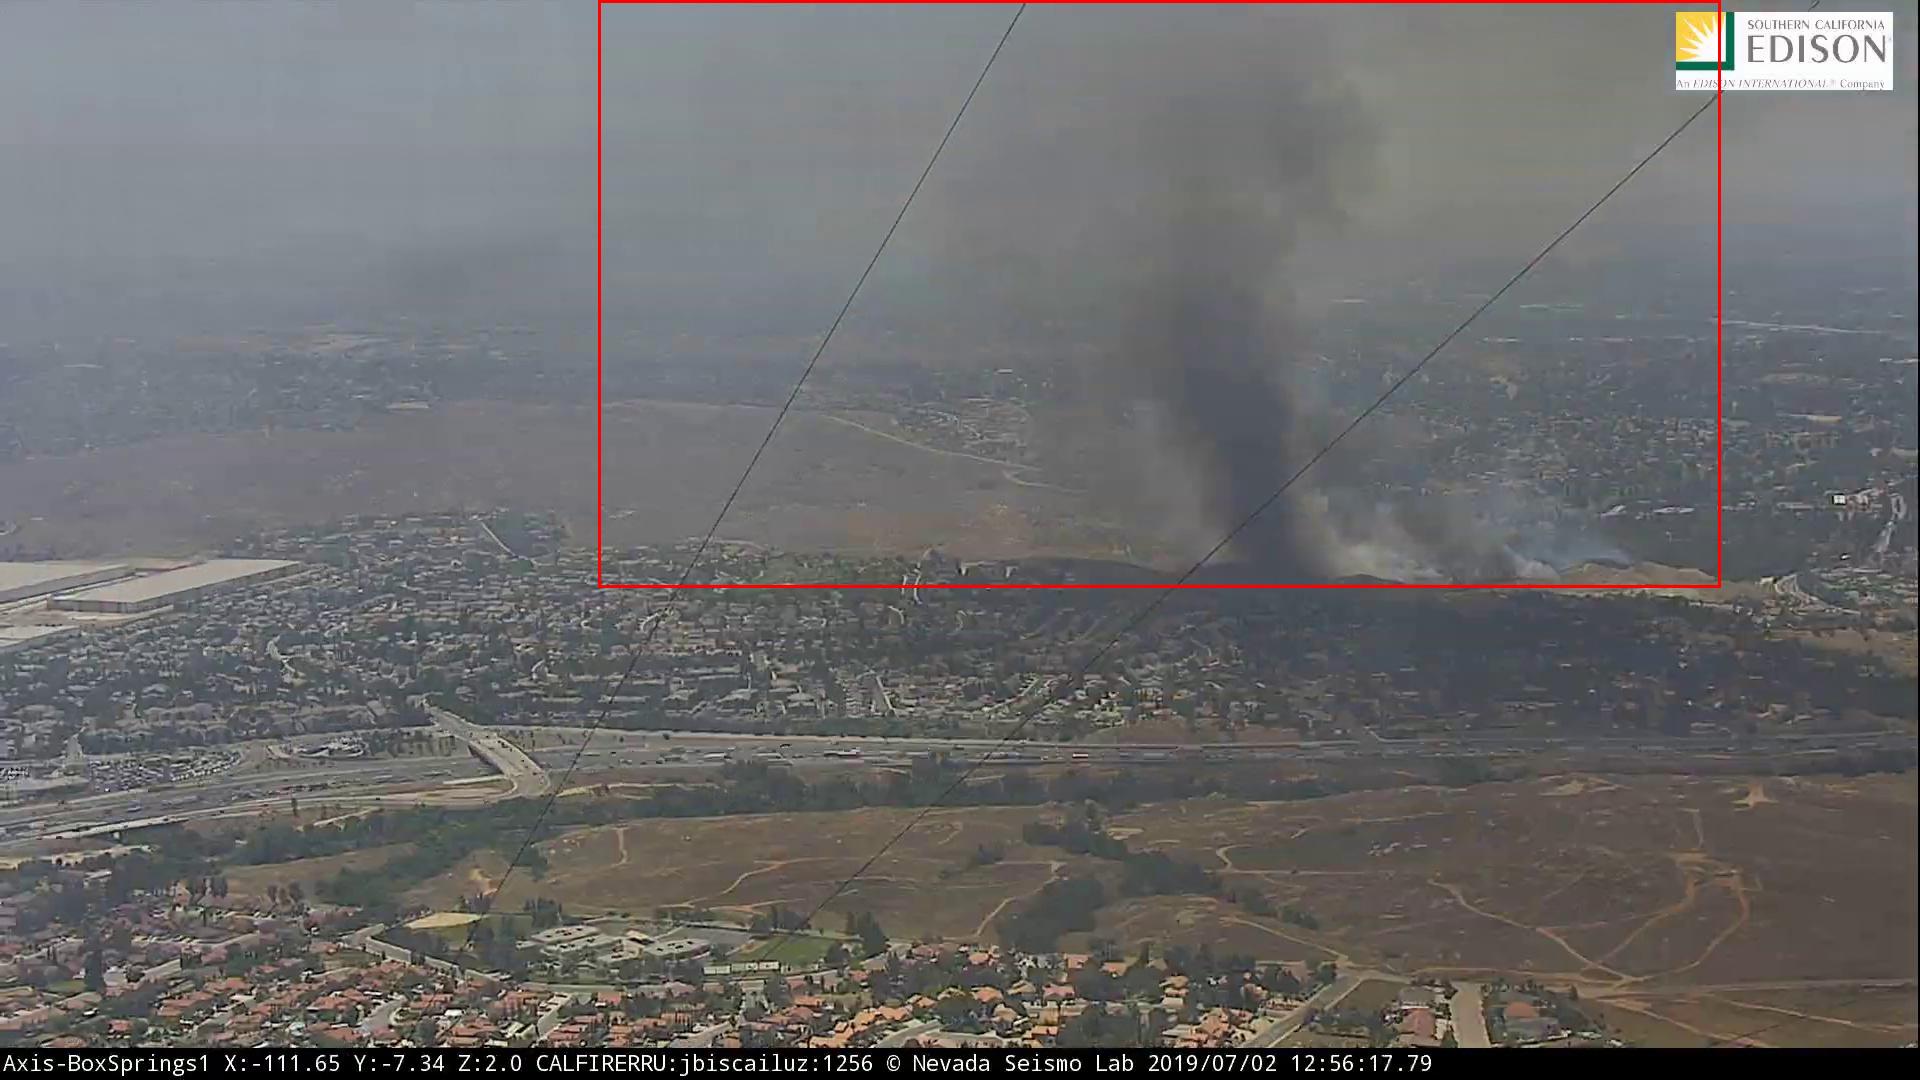 SOUTHERN CALIFORNIA
EDISON
An EDISON INTERNATIONAL® Company
Axis-BoxSprings1 X:-111.65 Y:-7.34 Z:2.0 CALFIRERRU:jbiscailuz:1256 © Nevada Seismo Lab 2019/07/02 12:56:17.79